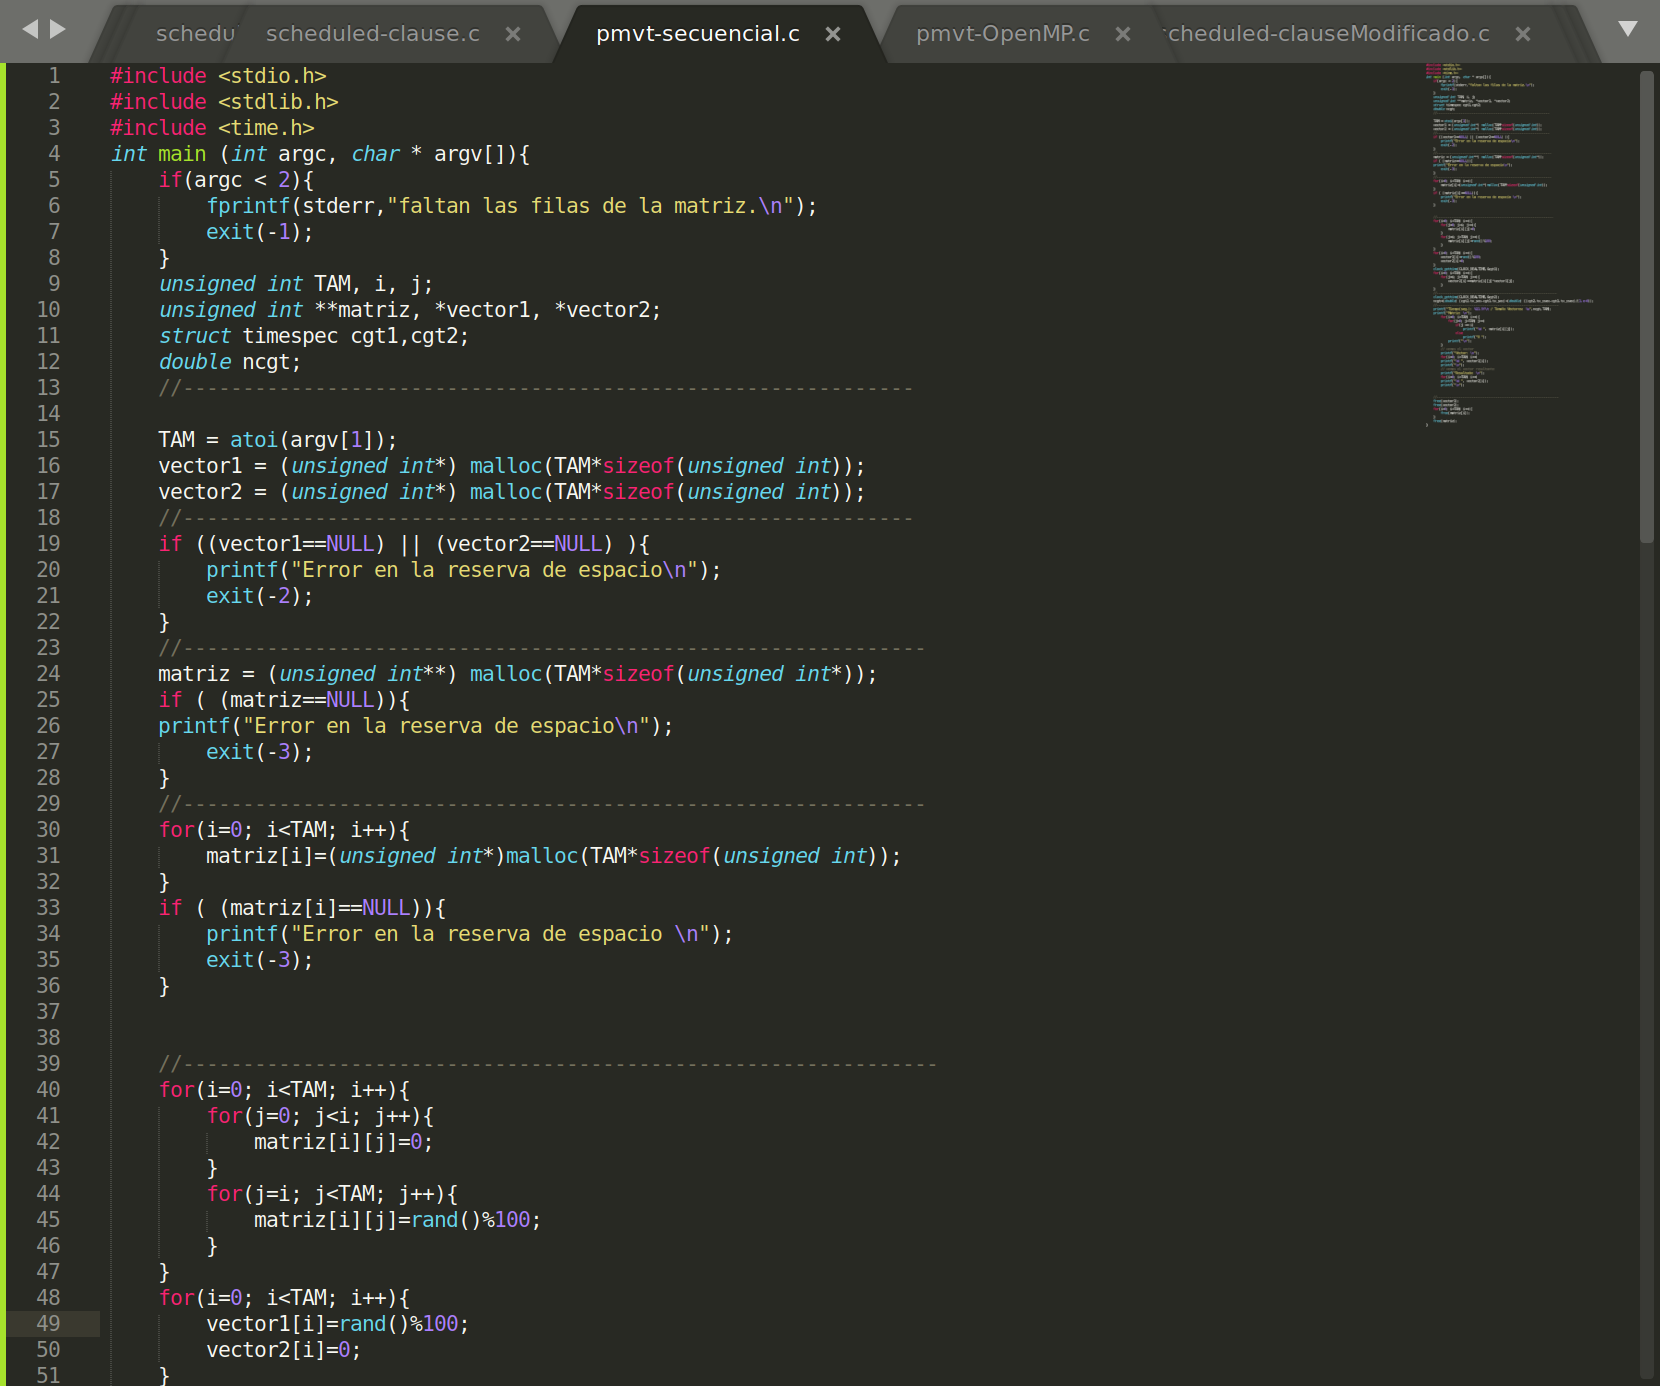 schedu
scheduled-clause.c
pmvt-secuencial.c
pmvt-OpenMP.c
cheduled-clauseModificado.c
1 #include <stdio.h>
2 #include <stdlib.h>
3 #include <time.h>
4 int main (int argc, char * argv[]){
5     if(argc < 2){
6         fprintf(stderr,"faltan las filas de la matriz.\n");
7         exit(-1);
8     }
9     unsigned int TAM, i, j;
10     unsigned int **matriz, *vector1, *vector2;
11     struct timespec cgt1,cgt2;
12     double ncgt;
13     //-------------------------------------------------------------
14
15     TAM = atoi(argv[1]);
16     vector1 = (unsigned int*) malloc(TAM*sizeof(unsigned int));
17     vector2 = (unsigned int*) malloc(TAM*sizeof(unsigned int));
18     //-------------------------------------------------------------
19     if ((vector1==NULL) || (vector2==NULL) ){
20         printf("Error en la reserva de espacio\n");
21         exit(-2);
22     }
23     //--------------------------------------------------------------
24     matriz = (unsigned int**) malloc(TAM*sizeof(unsigned int*));
25     if ( (matriz==NULL)){
26     printf("Error en la reserva de espacio\n");
27         exit(-3);
28     }
29     //--------------------------------------------------------------
30     for(i=0; i<TAM; i++){
31         matriz[i]=(unsigned int*)malloc(TAM*sizeof(unsigned int));
32     }
33     if ( (matriz[i]==NULL)){
34         printf("Error en la reserva de espacio \n");
35         exit(-3);
36     }
37
38
39     //---------------------------------------------------------------
40     for(i=0; i<TAM; i++){
41         for(j=0; j<i; j++){
42             matriz[i][j]=0;
43         }
44         for(j=i; j<TAM; j++){
45             matriz[i][j]=rand()%100;
46         }
47     }
48     for(i=0; i<TAM; i++){
49         vector1[i]=rand()%100;
50         vector2[i]=0;
51     }